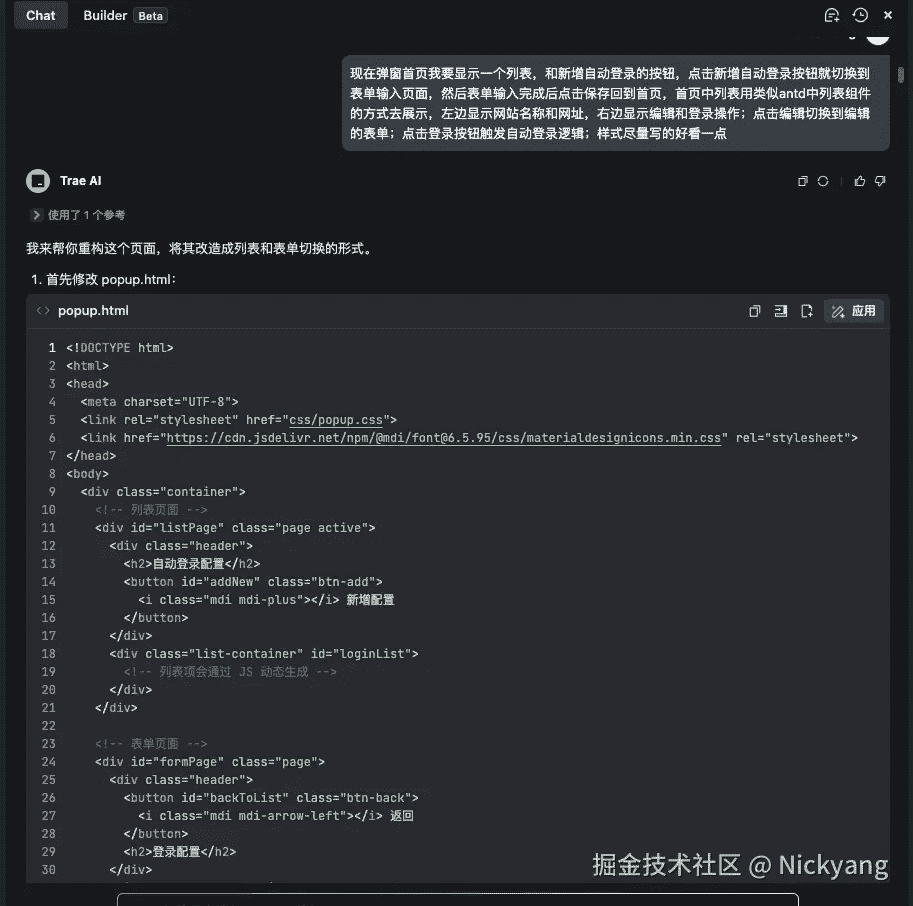 Chat Builder Beta
现在弹窗首页我要显示一个列表，和新增自动登录的按钮，点击新增自动登录按钮就切换到
表单输入页面，然后表单输入完成后点击保存回到首页，首页中列表用类似antd中列表组件
的方式去展示，左边显示网站名称和网址，右边显示编辑和登录操作；点击编辑切换到编辑
的表单；点击登录按钮触发自动登录逻辑；样式尽量写的好看一点
Trae AI
使用了 1 个参考
我来帮你重构这个页面，将其改造成列表和表单切换的形式。
1. 首先修改 popup.html：
<> popup.html 应用
1 <!DOCTYPE html>
2 <html>
3 <head>
4 <meta charset="UTF-8">
5 <link rel="stylesheet" href="css/popup.css">
6 <link href="https://cdn.jsdelivr.net/npm/@mdi/font@6.5.95/css/materialdesignicons.min.css" rel="stylesheet">
7 </head>
8 <body>
9 <div class="container">
10 <!-- 列表页面 -->
11 <div id="listPage" class="page active">
12 <div class="header">
13 <h2>自动登录配置</h2>
14 <button id="addNew" class="btn-add">
15 <i class="mdi mdi-plus"></i> 新增配置
16 </button>
17 </div>
18 <div class="list-container" id="loginList">
19 <!-- 列表项会通过 JS 动态生成 -->
20 </div>
21 </div>
22
23 <!-- 表单页面 -->
24 <div id="formPage" class="page">
25 <div class="header">
26 <button id="backToList" class="btn-back">
27 <i class="mdi mdi-arrow-left"></i> 返回
28 </button>
29 <h2>登录配置</h2>
30 </div>
掘金技术社区 @ Nickyang